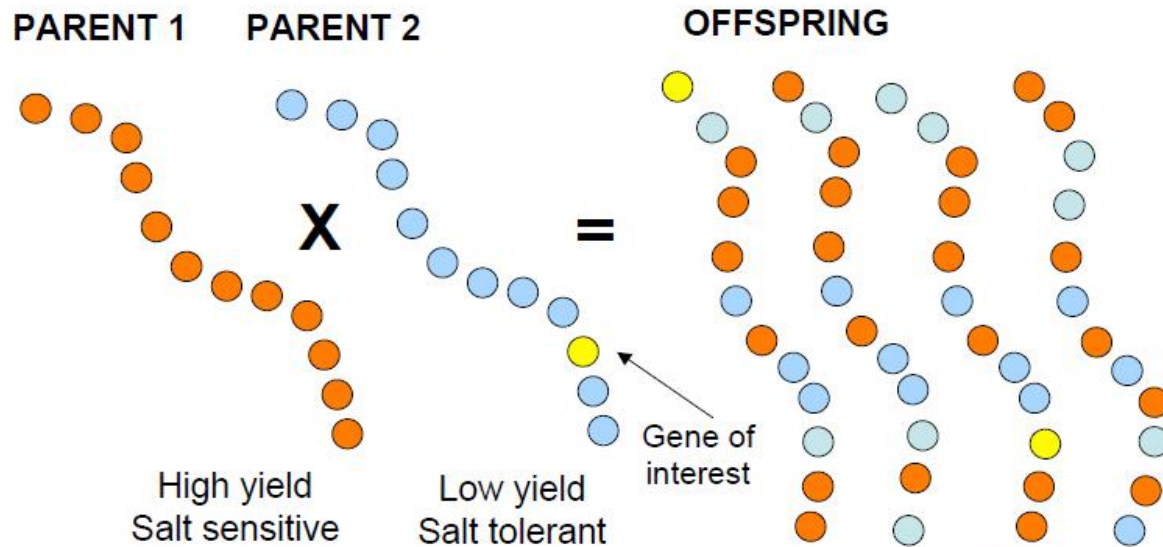 PARENT 1 PARENT 2 OFFSPRING
X =
Gene of
interest
High yield
Salt sensitive
Low yield
Salt tolerant